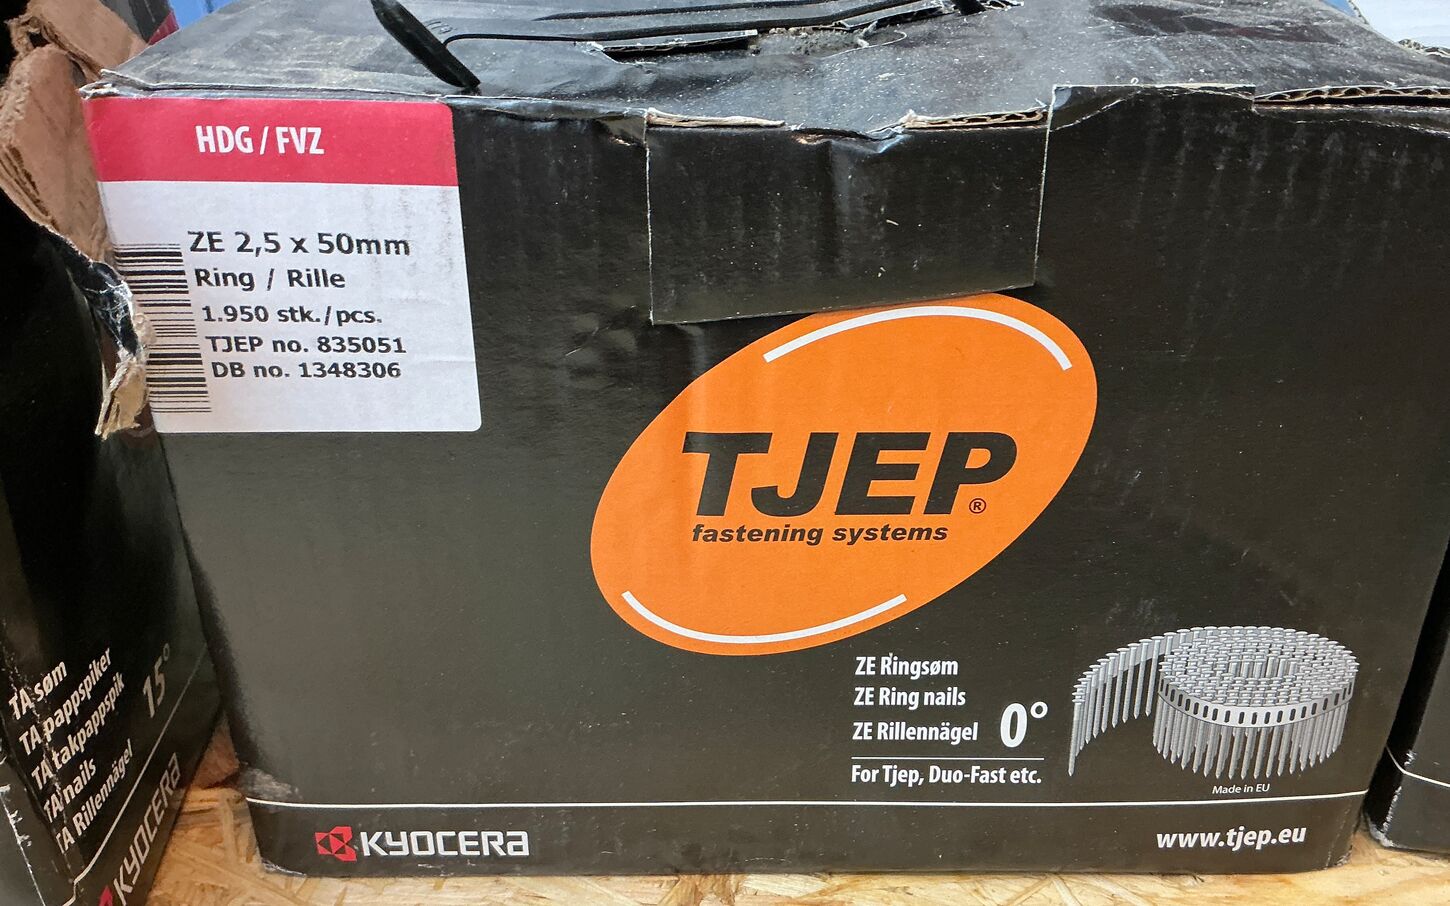 HDG / FVZ
ZE 2,5 x 50mm
Ring / Rille
1.950 stk./pcs.
TJEP no. 835051
DB no. 1348306
TJEP®
fastening systems
ZE Ringsøm
ZE Ring nails
ZE Rillennägel
0°
For Tjep, Duo-Fast etc.
Made in EU
KYOCERA
www.tjep.eu
TA søm
TA pappspiker
TA takpappspik
TA nails
TA Rillennägel
15°
KYOCERA